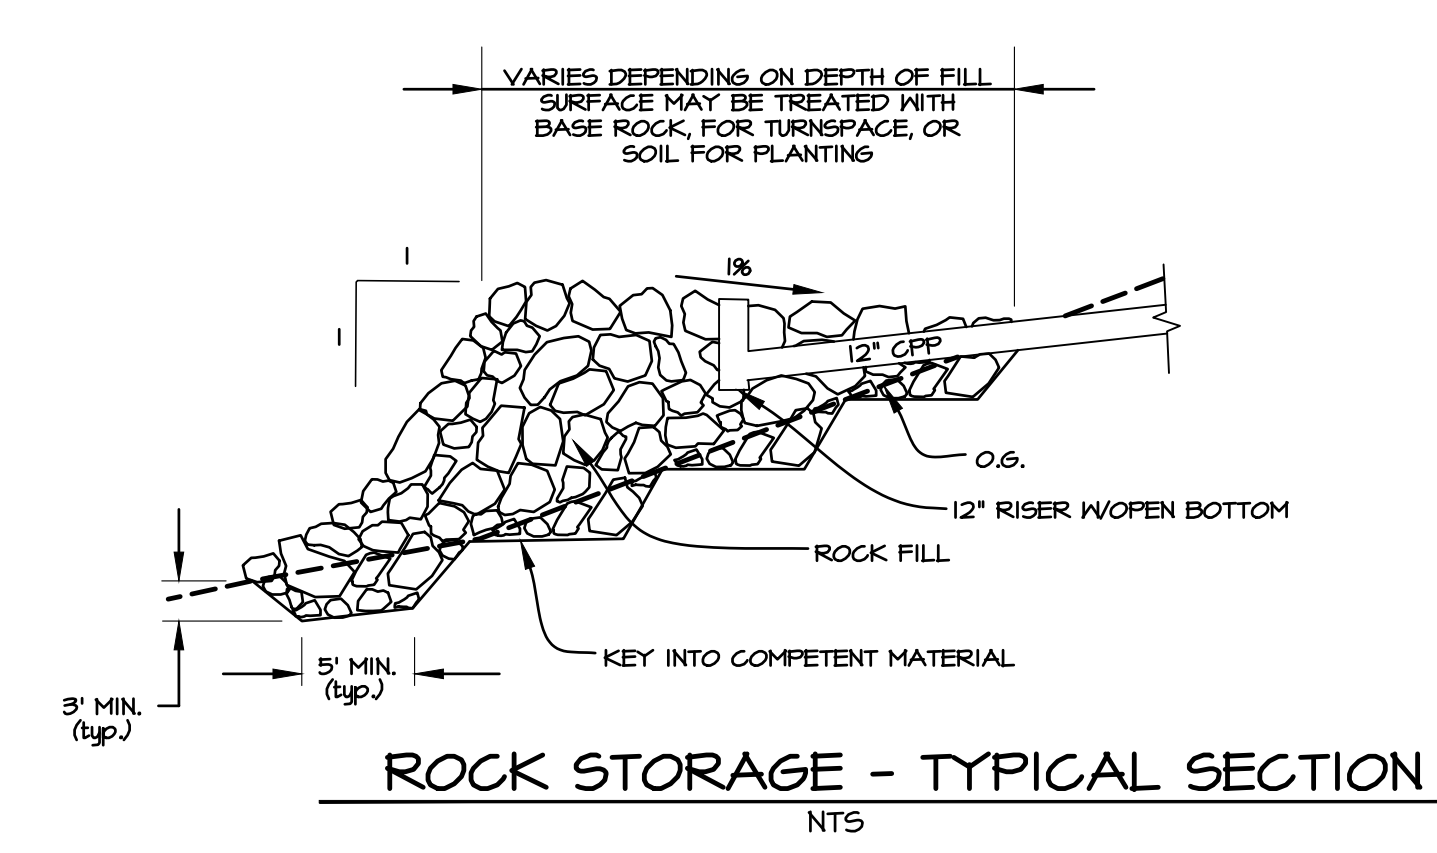 VARIES DEPENDING ON DEPTH OF FILL
SURFACE MAY BE TREATED WITH
BASE ROCK, FOR TURNSPACE, OR
SOIL FOR PLANTING
1
1
1%
12" CPP
O.G.
12" RISER W/OPEN BOTTOM
ROCK FILL
KEY INTO COMPETENT MATERIAL
5' MIN.
(typ.)
3' MIN.
(typ.)
ROCK STORAGE - TYPICAL SECTION
NTS